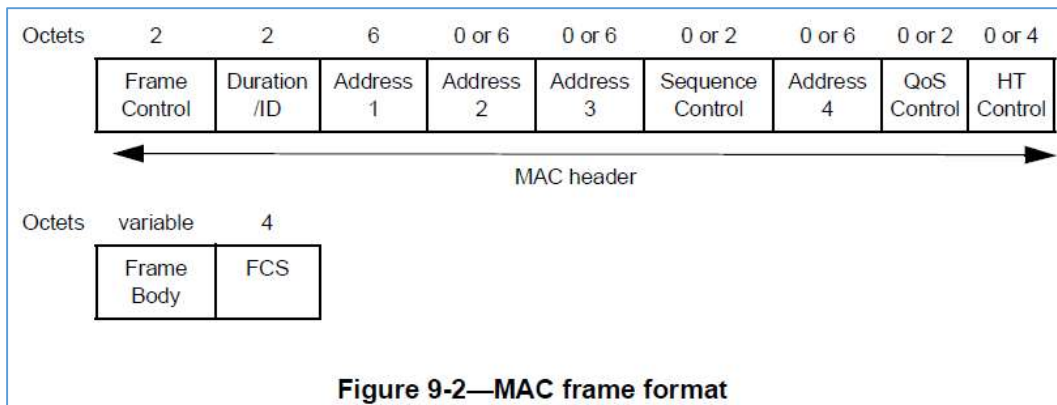 Octets 2 2 6 0 or 6 0 or 6 0 or 2 0 or 6 0 or 2 0 or 4
Frame Duration Address Address Address Sequence Address QoS HT
Control /ID 1 2 3 Control 4 Control Control
MAC header
Octets variable 4
Frame FCS
Body
Figure 9-2—MAC frame format